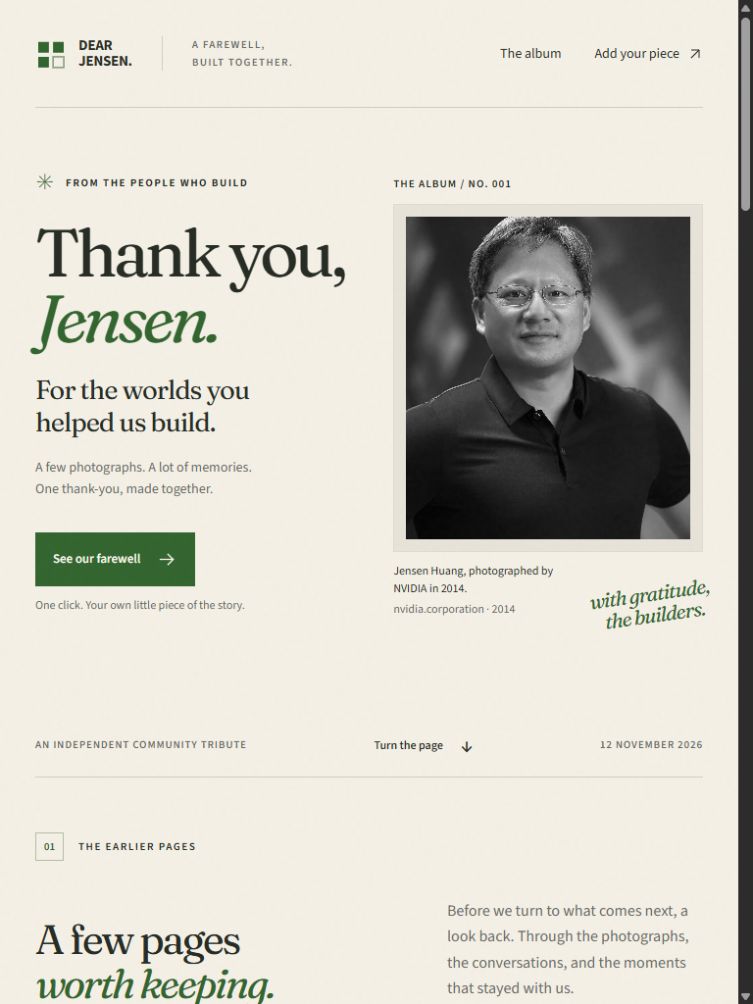 DEAR
JENSEN.
A FAREWELL,
BUILT TOGETHER.
The album
Add your piece
FROM THE PEOPLE WHO BUILD
Thank you,
Jensen.
For the worlds you
helped us build.
A few photographs. A lot of memories.
One thank-you, made together.
See our farewell
One click. Your own little piece of the story.
THE ALBUM / NO. 001
Jensen Huang, photographed by
NVIDIA in 2014.
nvidia.corporation · 2014
with gratitude,
the builders.
AN INDEPENDENT COMMUNITY TRIBUTE
Turn the page
12 NOVEMBER 2026
01
THE EARLIER PAGES
A few pages
worth keeping.
Before we turn to what comes next, a
look back. Through the photographs,
the conversations, and the moments
that stayed with us.